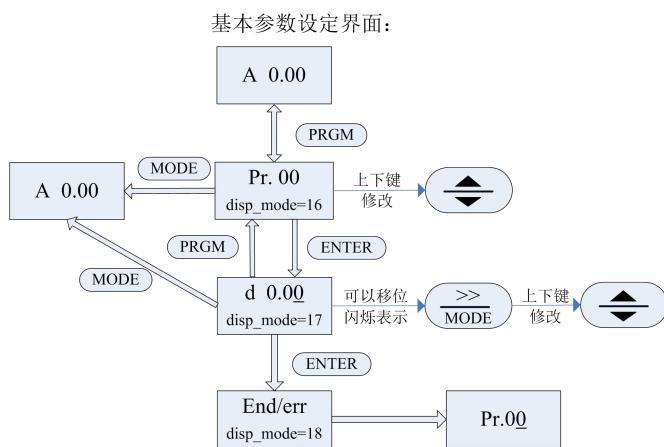 基本参数设定界面：
A 0.00
PRGM
MODE
A 0.00
Pr. 00
disp_mode=16
上下键
修改
PRGM
ENTER
MODE
d 0.00
disp_mode=17
可以移位
闪烁表示
>>
MODE
上下键
修改
ENTER
End/err
disp_mode=18
Pr.00